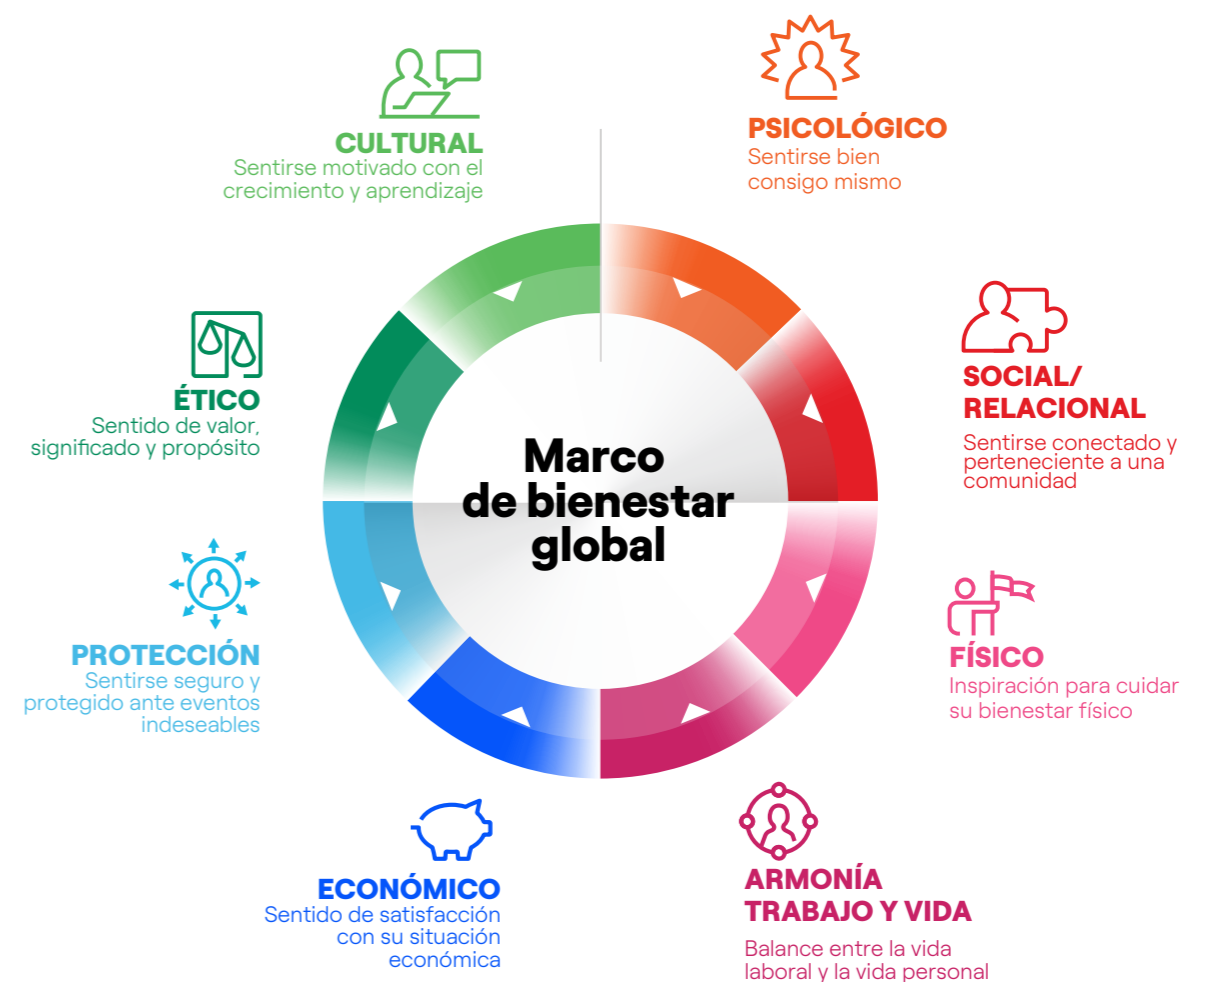 CULTURAL
Sentirse motivado con el
crecimiento y aprendizaje
PSICOLÓGICO
Sentirse bien
consigo mismo
SOCIAL/
RELACIONAL
Sentirse conectado y
perteneciente a una
comunidad
FÍSICO
Inspiración para cuidar
su bienestar físico
ARMONÍA
TRABAJO Y VIDA
Balance entre la vida
laboral y la vida personal
ECONÓMICO
Sentido de satisfacción
con su situación
económica
PROTECCIÓN
Sentirse seguro y
protegido ante eventos
indeseables
ÉTICO
Sentido de valor,
significado y propósito
Marco
de bienestar
global